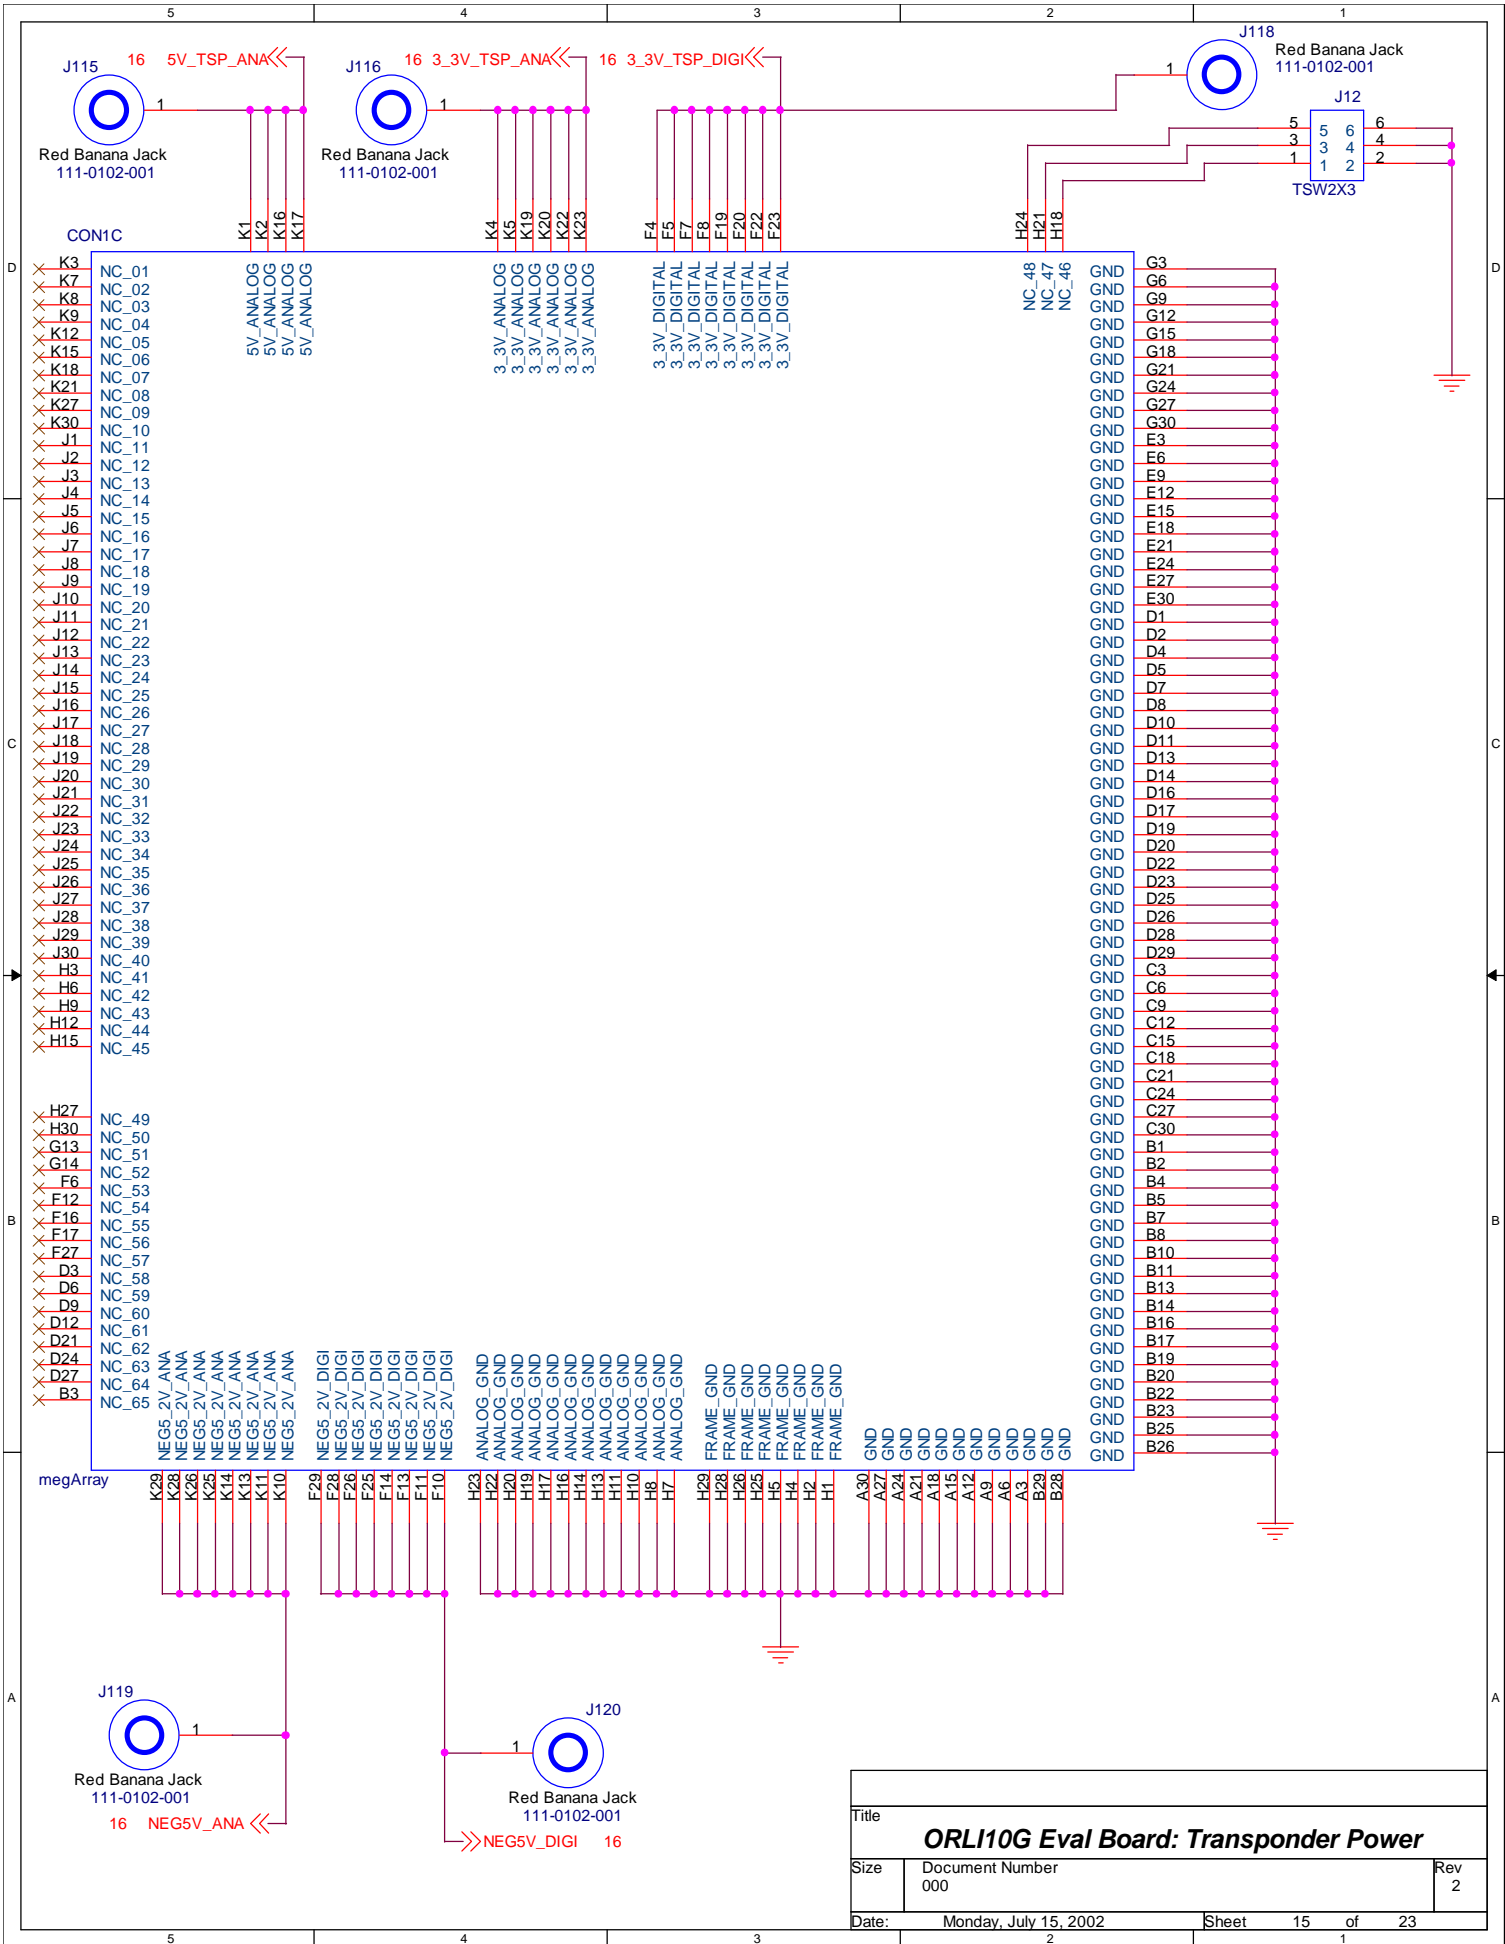 5 4 3 2 1
J115
16 5V_TSP_ANA
1
Red Banana Jack
111-0102-001
J116
16 3_3V_TSP_ANA
1
Red Banana Jack
111-0102-001
16 3_3V_TSP_DIGI
J118
1
Red Banana Jack
111-0102-001
J12
5 5 6 6
3 3 4 4
1 1 2 2
TSW2X3
CON1C
K1 K2 K16 K17
K4 K5 K19 K20 K22 K23
F4 F5 F7 F8 F19 F20 F22 F23
H24 H21 H18
5V_ANALOG 5V_ANALOG 5V_ANALOG 5V_ANALOG
3_3V_ANALOG 3_3V_ANALOG 3_3V_ANALOG 3_3V_ANALOG 3_3V_ANALOG 3_3V_ANALOG
3_3V_DIGITAL 3_3V_DIGITAL 3_3V_DIGITAL 3_3V_DIGITAL 3_3V_DIGITAL 3_3V_DIGITAL 3_3V_DIGITAL 3_3V_DIGITAL
NC_48 NC_47 NC_46
D D
K3 NC_01 GND G3
K7 NC_02 GND G6
K8 NC_03 GND G9
K9 NC_04 GND G12
K12 NC_05 GND G15
K15 NC_06 GND G18
K18 NC_07 GND G21
K21 NC_08 GND G24
K27 NC_09 GND G27
K30 NC_10 GND G30
J1 NC_11 GND E3
J2 NC_12 GND E6
J3 NC_13 GND E9
J4 NC_14 GND E12
J5 NC_15 GND E15
J6 NC_16 GND E18
J7 NC_17 GND E21
J8 NC_18 GND E24
J9 NC_19 GND E27
J10 NC_20 GND E30
J11 NC_21 GND D1
J12 NC_22 GND D2
J13 NC_23 GND D4
J14 NC_24 GND D5
J15 NC_25 GND D7
J16 NC_26 GND D8
J17 NC_27 GND D10
C J18 NC_28 GND D11 C
J19 NC_29 GND D13
J20 NC_30 GND D14
J21 NC_31 GND D16
J22 NC_32 GND D17
J23 NC_33 GND D19
J24 NC_34 GND D20
J25 NC_35 GND D22
J26 NC_36 GND D23
J27 NC_37 GND D25
J28 NC_38 GND D26
J29 NC_39 GND D28
J30 NC_40 GND D29
H3 NC_41 GND C3
H6 NC_42 GND C6
H9 NC_43 GND C9
H12 NC_44 GND C12
H15 NC_45 GND C15
GND C18
GND C21
GND C24
H27 NC_49 GND C27
H30 NC_50 GND C30
G13 NC_51 GND B1
G14 NC_52 GND B2
F6 NC_53 GND B4
F12 NC_54 GND B5
B F16 NC_55 GND B7 B
F17 NC_56 GND B8
F27 NC_57 GND B10
D3 NC_58 GND B11
D6 NC_59 GND B13
D9 NC_60 GND B14
D12 NC_61 GND B16
D21 NC_62 GND B17
D24 NC_63 GND B19
D27 NC_64 GND B20
B3 NC_65 GND B22
GND B23
GND B25
GND B26
NEG5_2V_ANA NEG5_2V_ANA NEG5_2V_ANA NEG5_2V_ANA NEG5_2V_ANA NEG5_2V_ANA NEG5_2V_ANA NEG5_2V_ANA
NEG5_2V_DIGI NEG5_2V_DIGI NEG5_2V_DIGI NEG5_2V_DIGI NEG5_2V_DIGI NEG5_2V_DIGI NEG5_2V_DIGI NEG5_2V_DIGI
ANALOG_GND ANALOG_GND ANALOG_GND ANALOG_GND ANALOG_GND ANALOG_GND ANALOG_GND ANALOG_GND ANALOG_GND ANALOG_GND ANALOG_GND ANALOG_GND
FRAME_GND FRAME_GND FRAME_GND FRAME_GND FRAME_GND FRAME_GND FRAME_GND FRAME_GND
GND GND GND GND GND GND GND GND GND GND GND GND
megArray
K29 K28 K26 K25 K14 K13 K11 K10
F29 F28 F26 F25 F14 F13 F11 F10
H23 H22 H20 H19 H17 H16 H14 H13 H11 H10 H8 H7
H29 H28 H26 H25 H5 H4 H2 H1
A30 A27 A24 A21 A18 A15 A12 A9 A6 A3 B29 B28
A A
J119
1
Red Banana Jack
111-0102-001
16 NEG5V_ANA
J120
1
Red Banana Jack
111-0102-001
NEG5V_DIGI 16
Title
ORLI10G Eval Board: Transponder Power
Size Document Number Rev
000 2
Date: Monday, July 15, 2002 Sheet 15 of 23
5 4 3 2 1